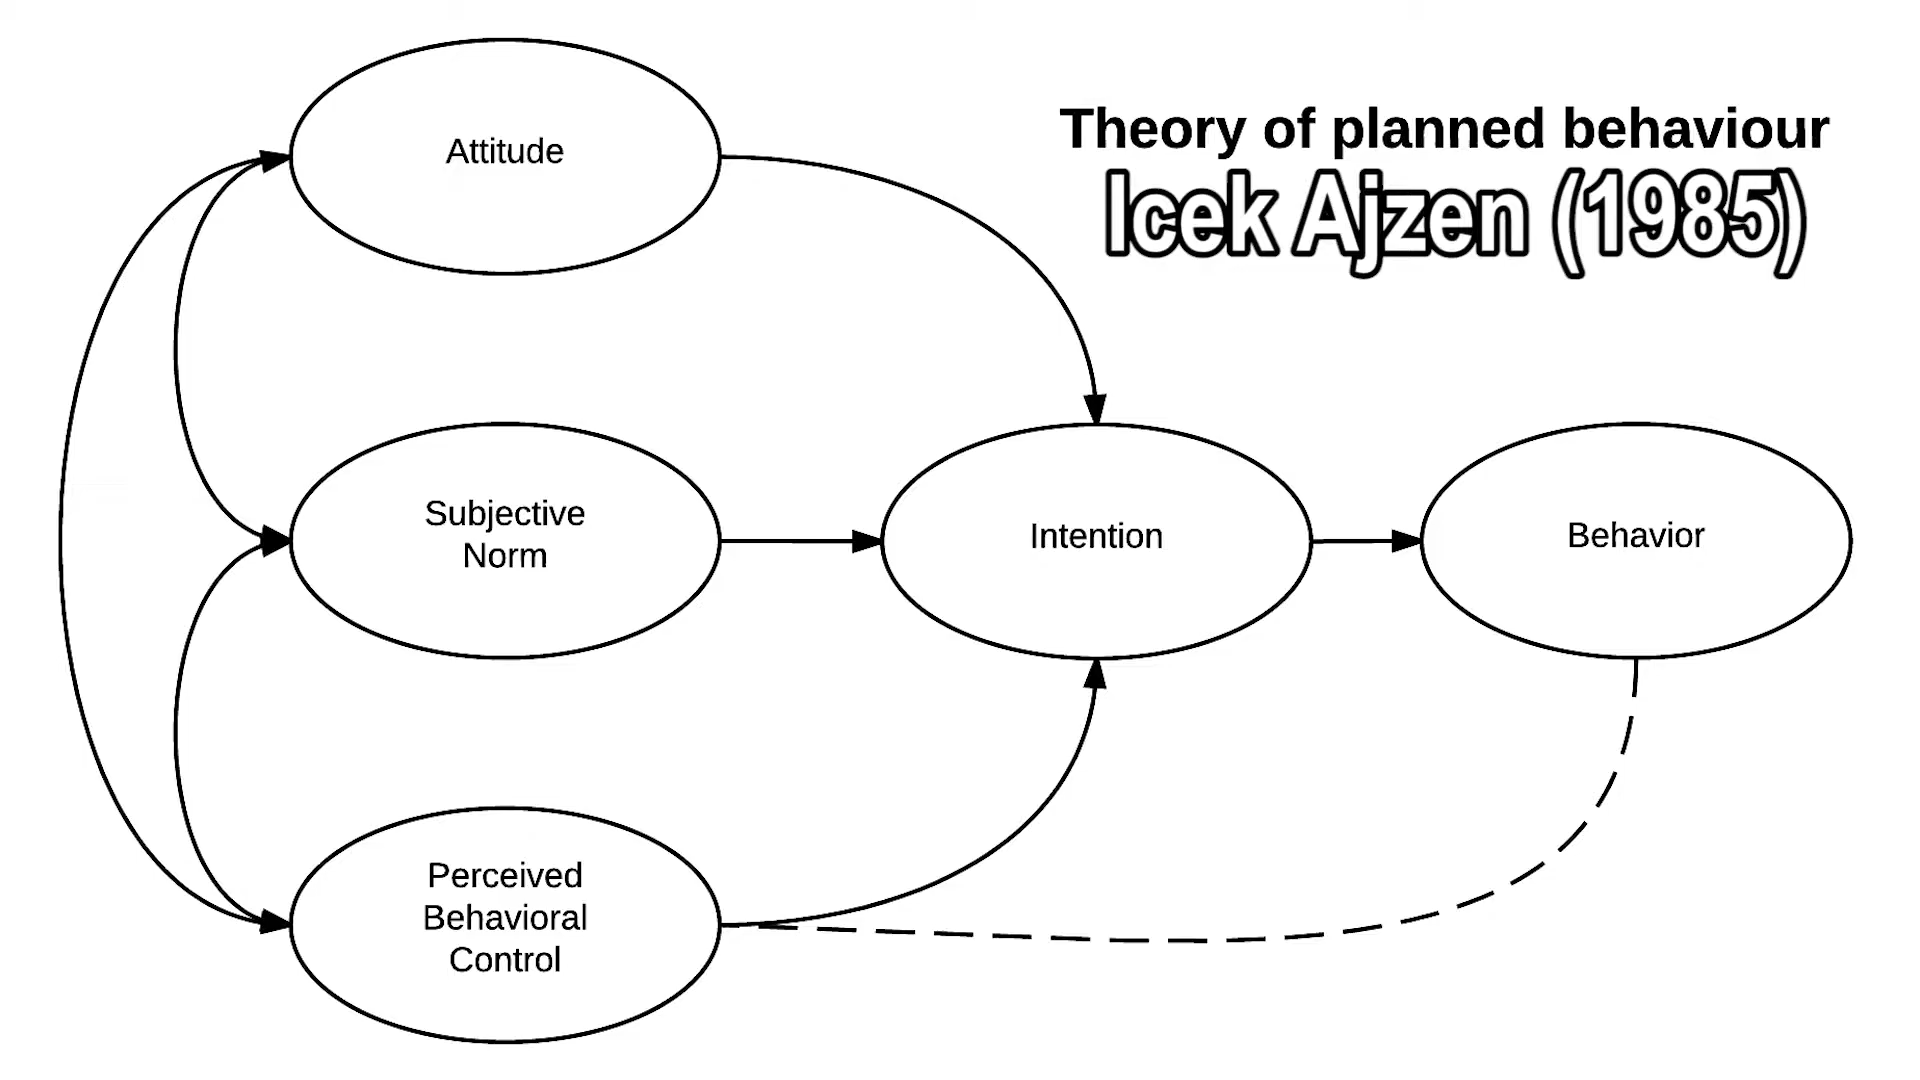 Attitude
Theory of planned behaviour
Icek Ajzen (1985)
Subjective
Norm
Intention
Behavior
Perceived
Behavioral
Control